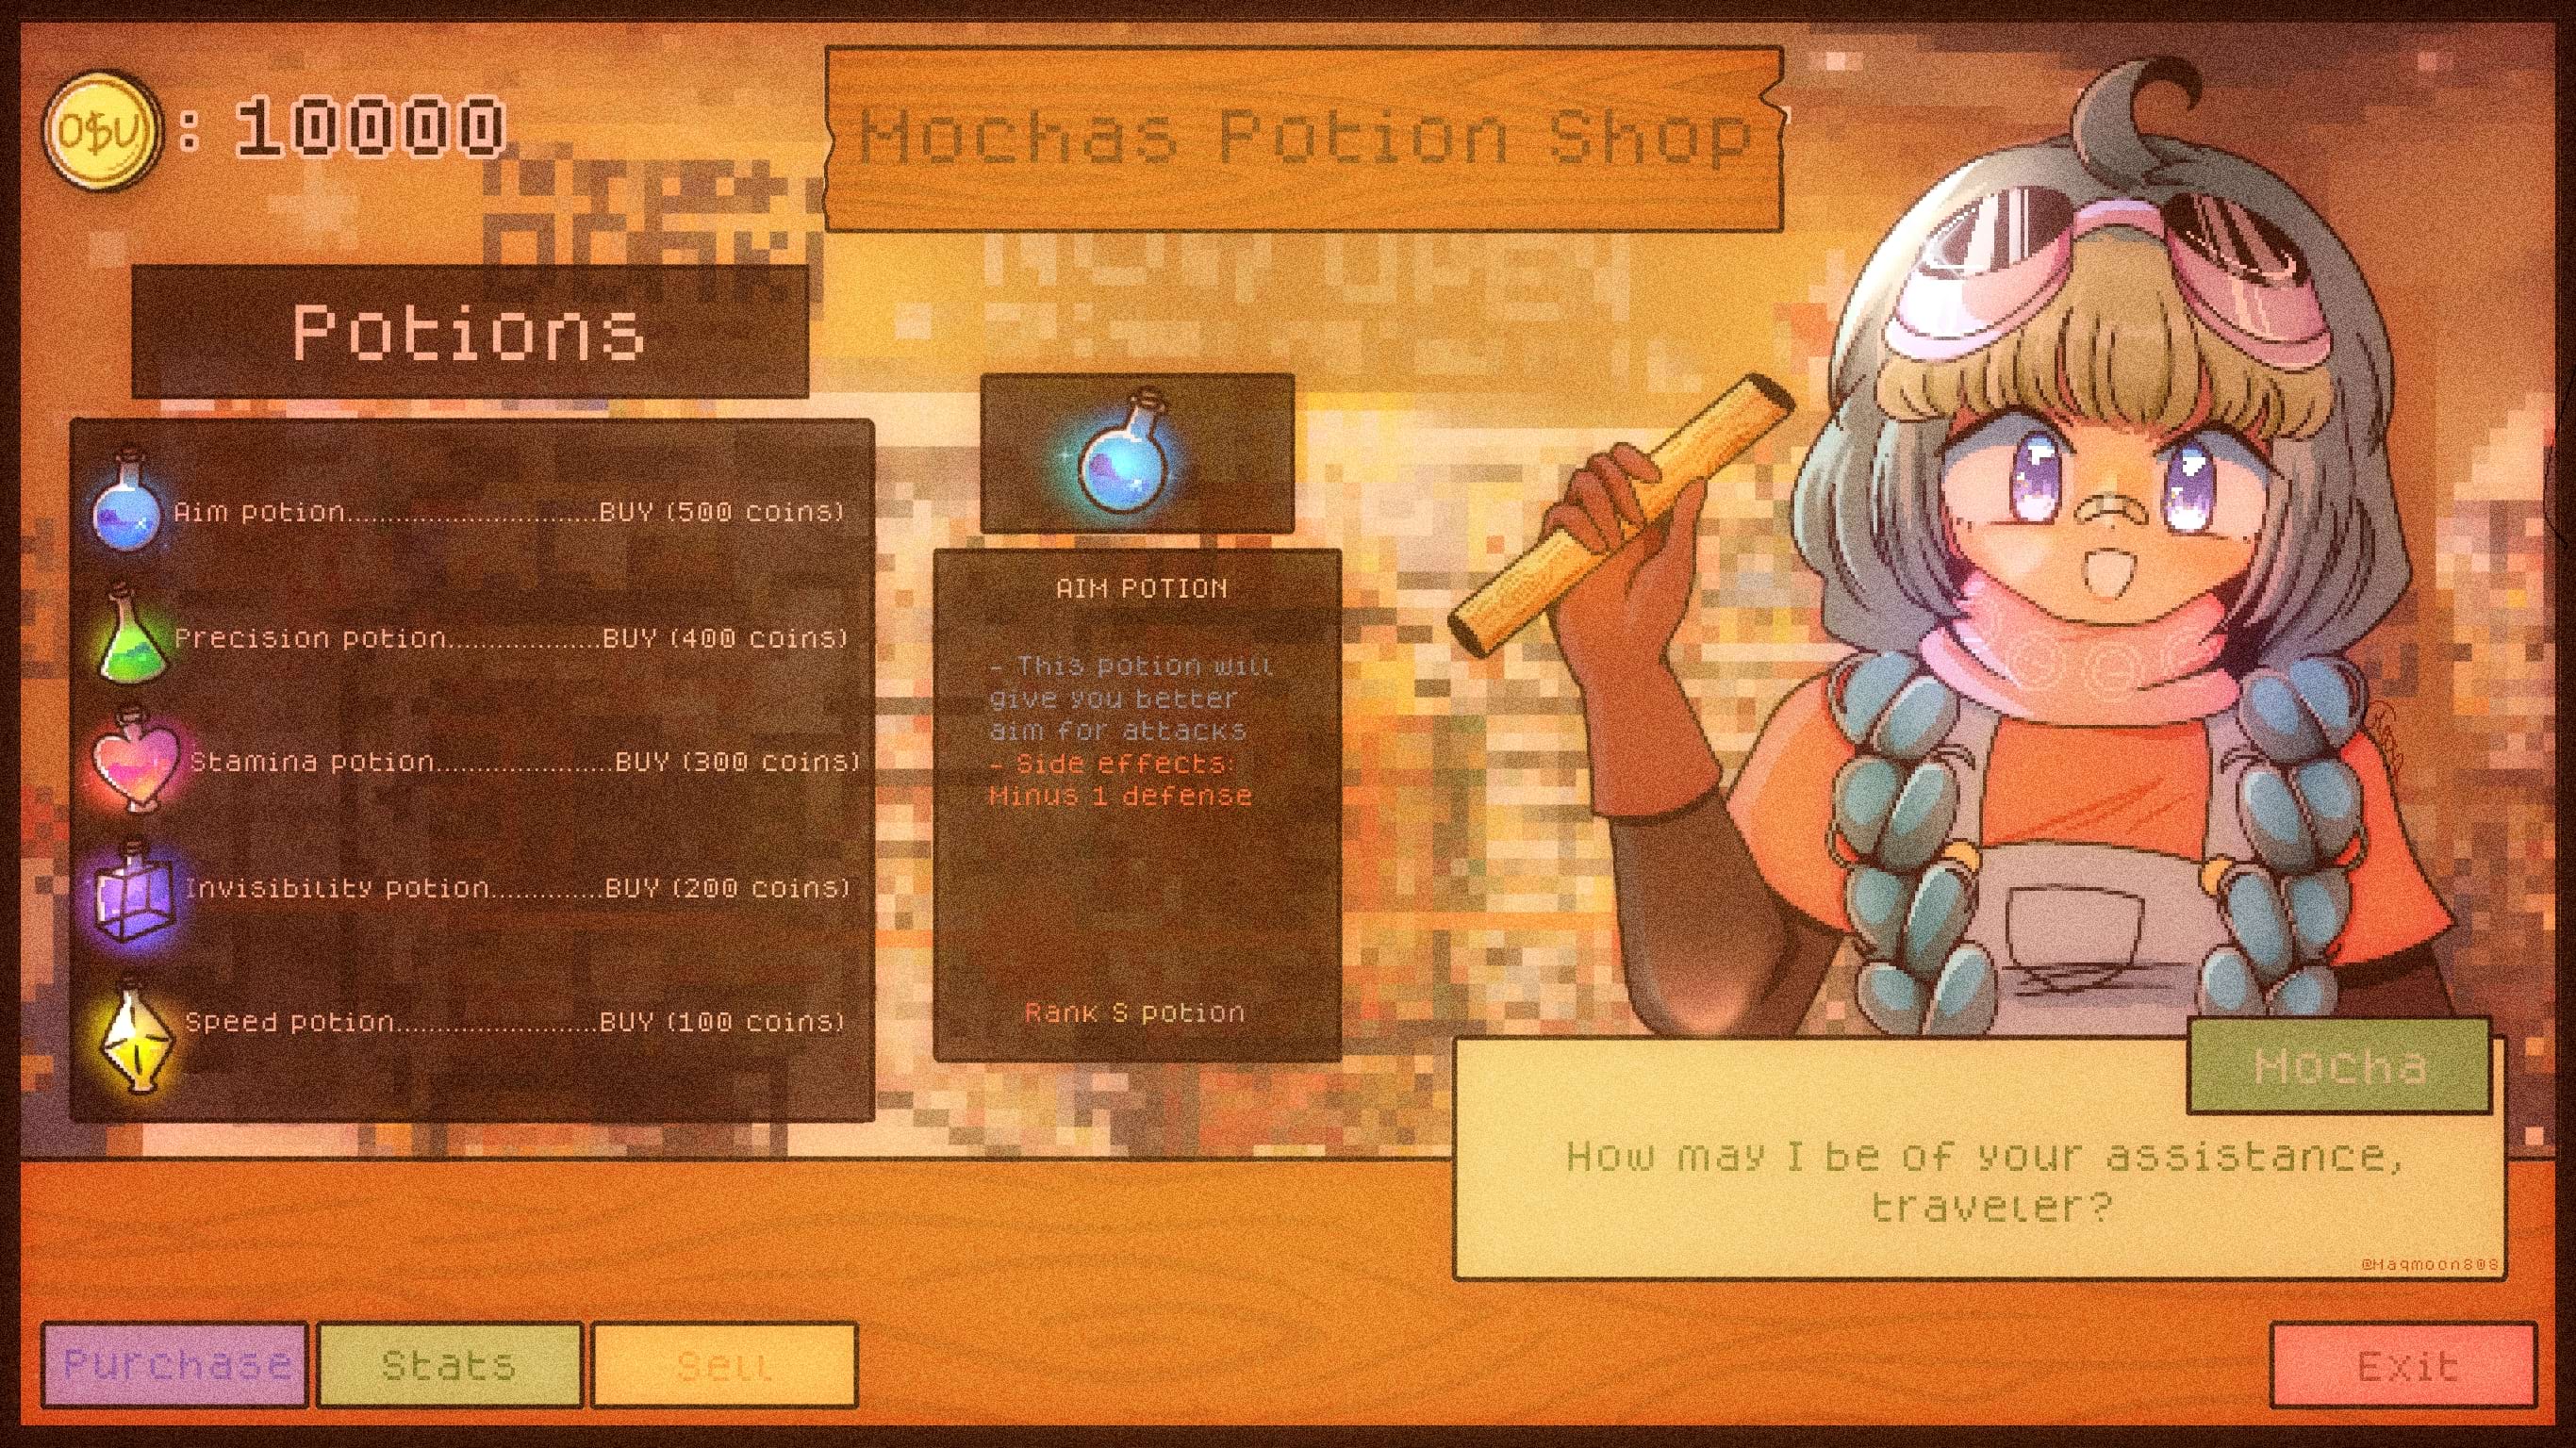 O$U : 10000
Mochas Potion Shop
NOW OPEN
Potions
Aim potion..............................BUY (500 coins)
Precision potion..................BUY (400 coins)
Stamina potion.....................BUY (300 coins)
Invisibility potion.............BUY (200 coins)
Speed potion........................BUY (100 coins)
AIM POTION
- This potion will
give you better
aim for attacks
- Side effects:
Minus 1 defense
Rank S potion
Mocha
How may I be of your assistance,
traveler?
@Haqmoon808
Purchase
Stats
Sell
Exit